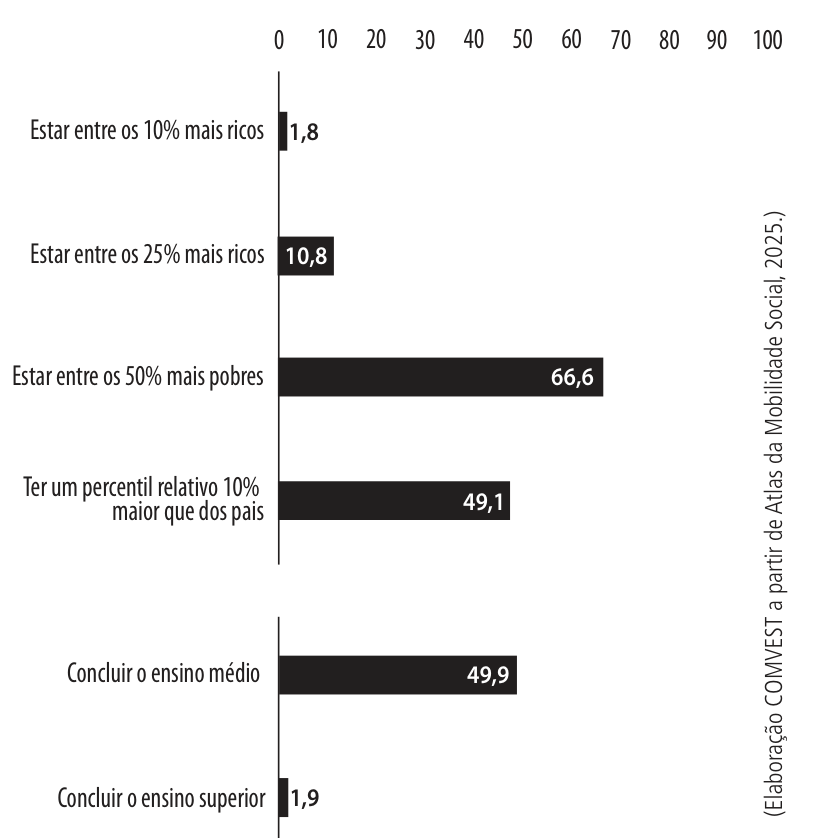 0 10 20 30 40 50 60 70 80 90 100
Estar entre os 10% mais ricos 1,8
Estar entre os 25% mais ricos 10,8
Estar entre os 50% mais pobres 66,6
Ter um percentil relativo 10%
maior que dos pais 49,1
Concluir o ensino médio 49,9
Concluir o ensino superior 1,9
(Elaboração COMVEST a partir de Atlas da Mobilidade Social, 2025.)